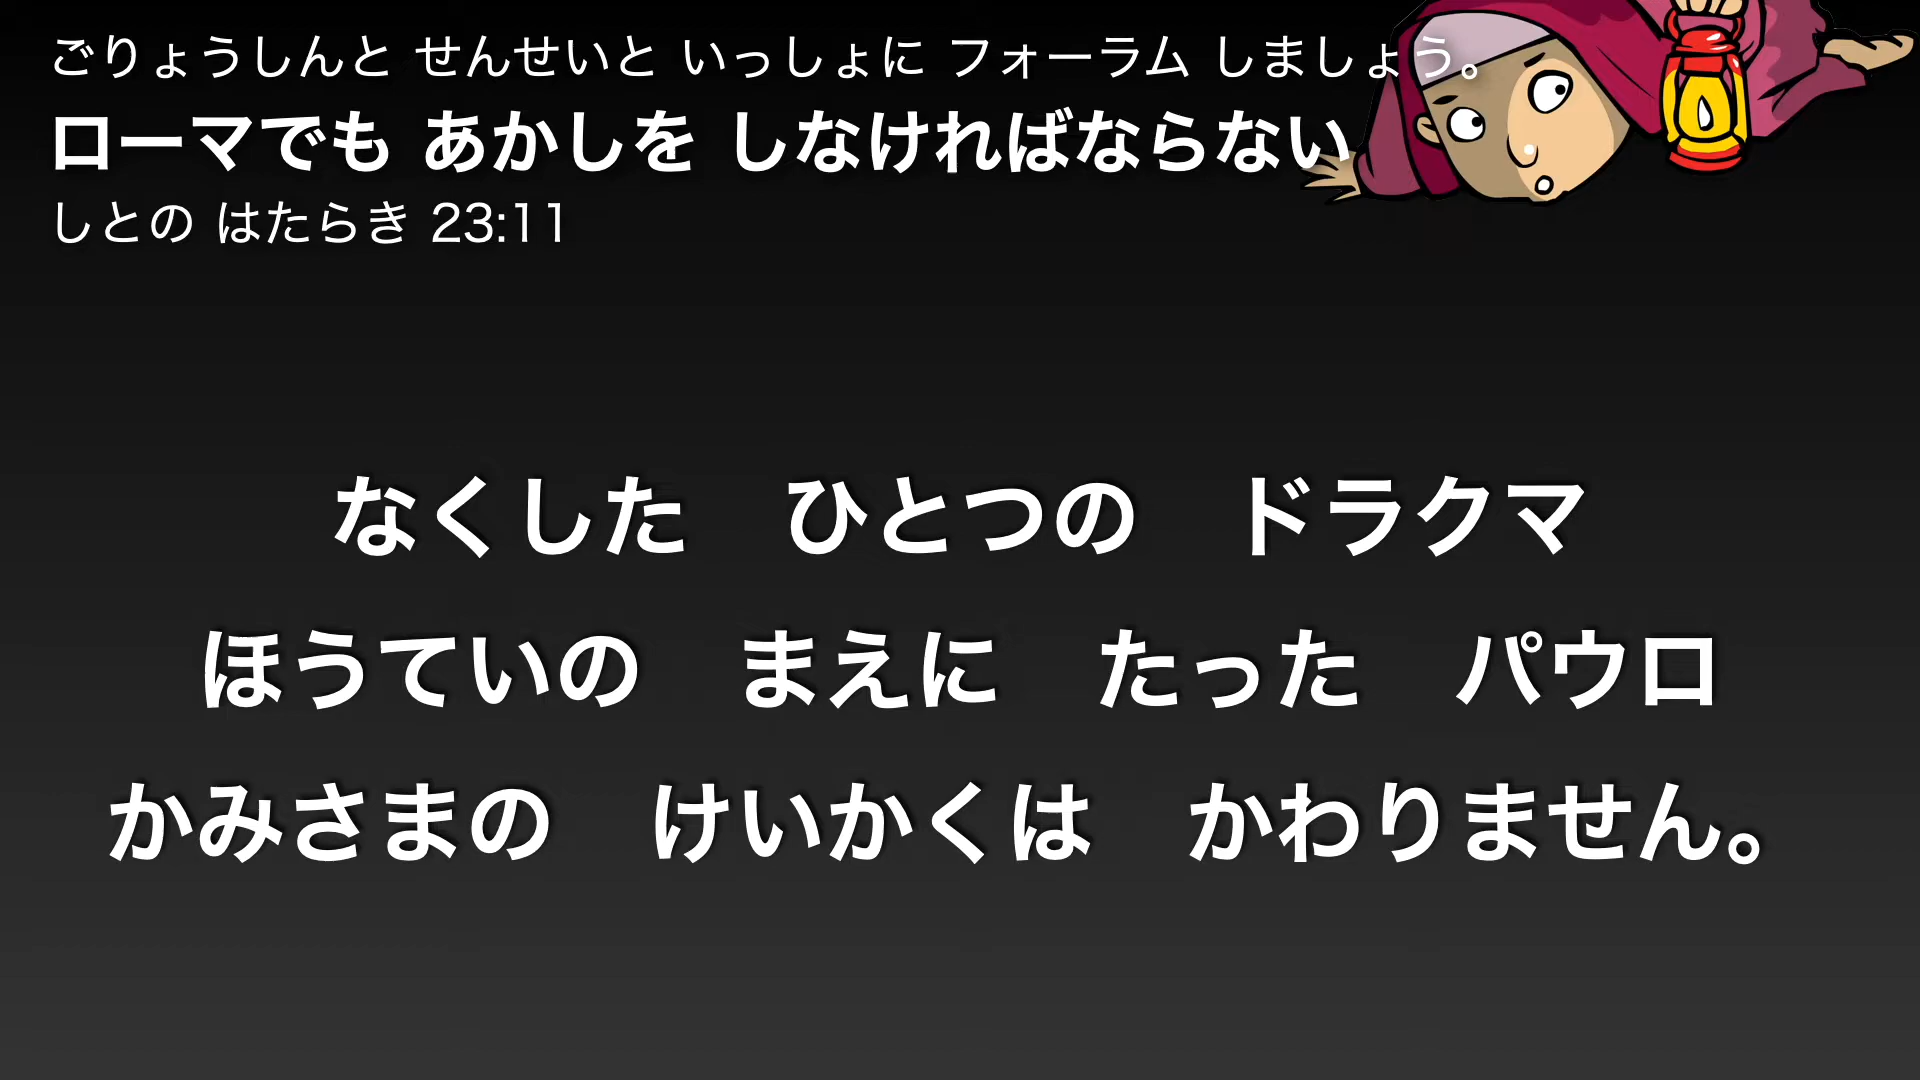 ごりょうしんと せんせいと いっしょに フォーラム しましょう。
ローマでも あかしを しなければならない
しとの はたらき 23:11
なくした　ひとつの　ドラクマ
ほうていの　まえに　たった　パウロ
かみさまの　けいかくは　かわりません。